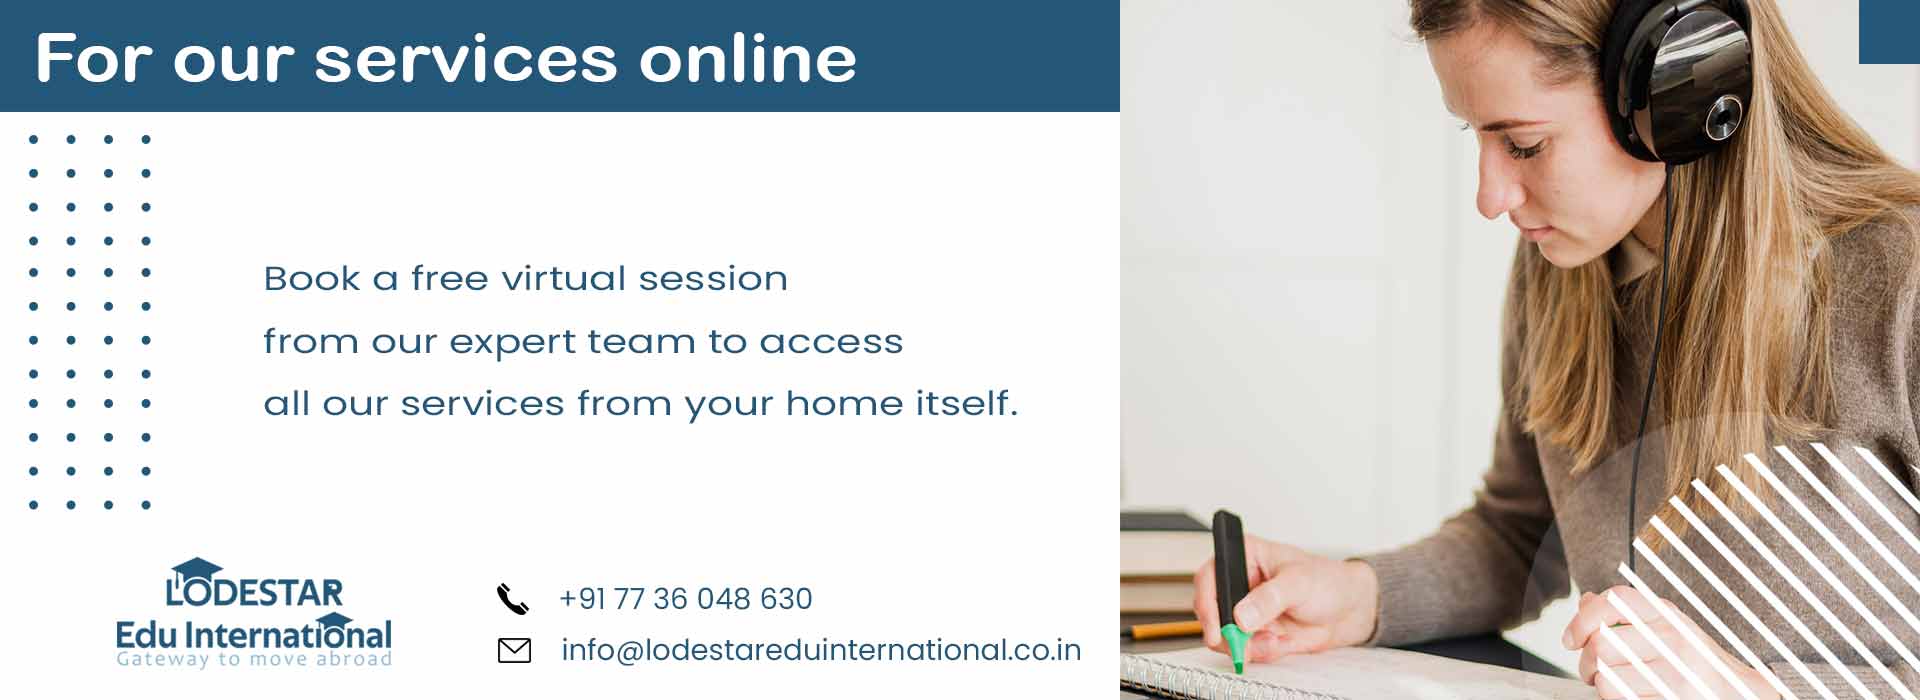 For our services online
Book a free virtual session
from our expert team to access
all our services from your home itself.
LODESTAR
Edu International
Gateway to move abroad
+91 77 36 048 630
info@lodestareduinternational.co.in